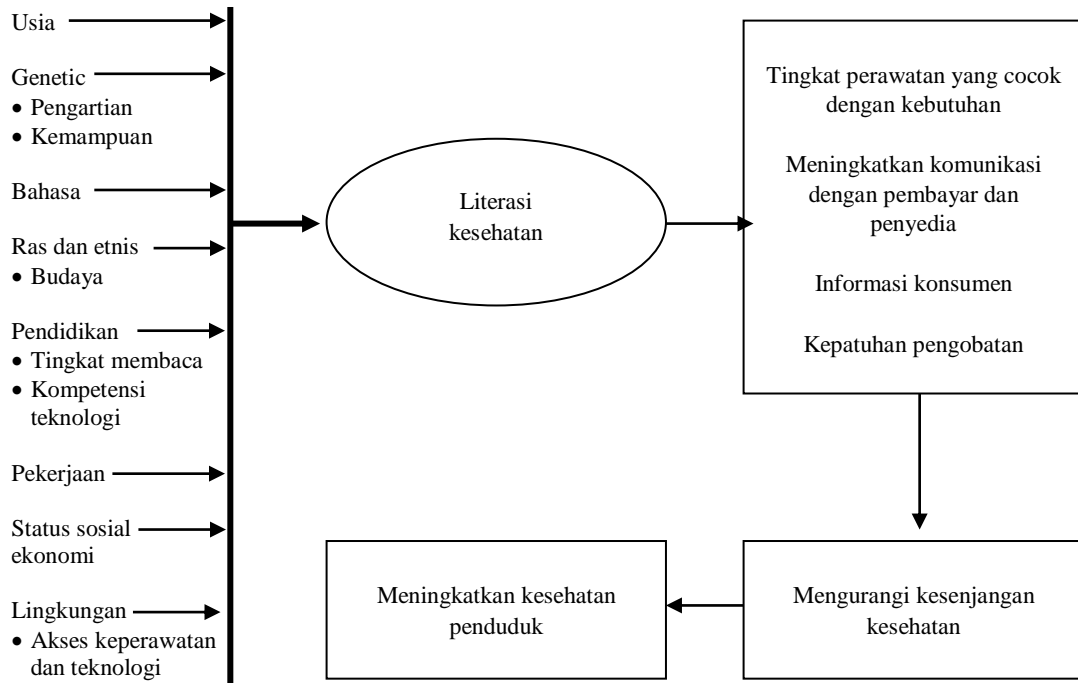 Usia
Genetic
• Pengartian
• Kemampuan
Bahasa
Ras dan etnis
• Budaya
Pendidikan
• Tingkat membaca
• Kompetensi
teknologi
Pekerjaan
Status sosial
ekonomi
Lingkungan
• Akses keperawatan
dan teknologi
Literasi
kesehatan
Tingkat perawatan yang cocok
dengan kebutuhan
Meningkatkan komunikasi
dengan pembayar dan
penyedia
Informasi konsumen
Kepatuhan pengobatan
Mengurangi kesenjangan
kesehatan
Meningkatkan kesehatan
penduduk